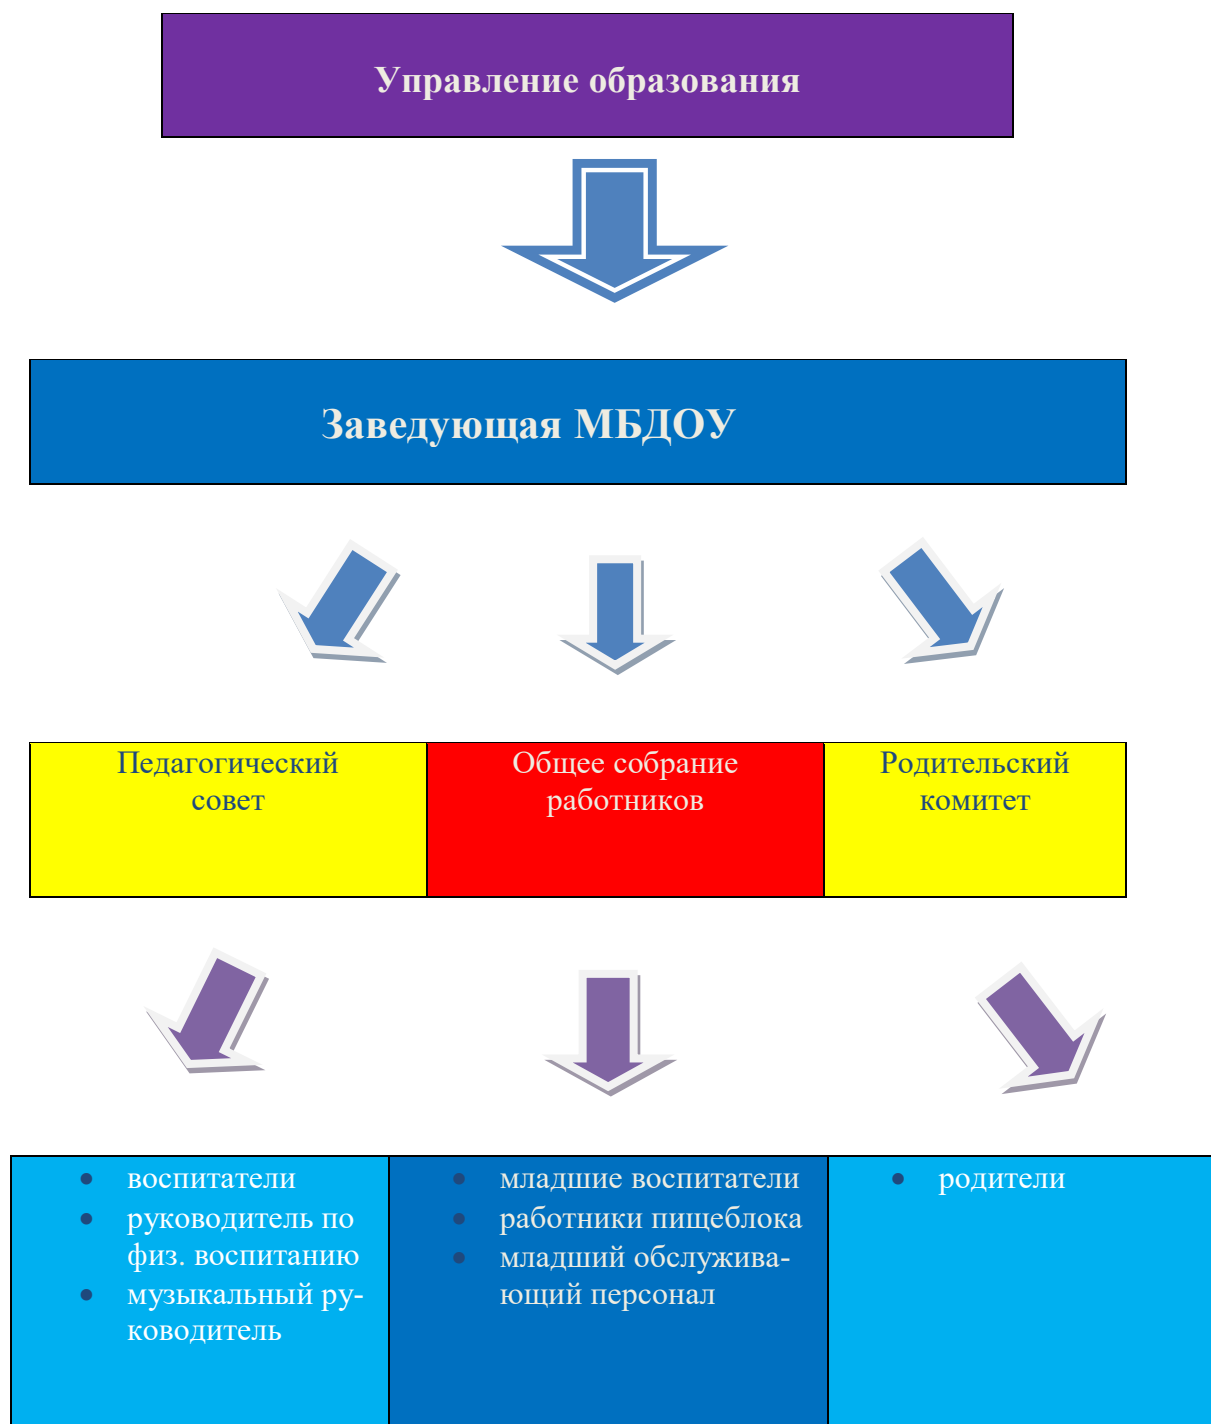 Управление образования
Заведующая МБДОУ
Педагогический
совет
Общее собрание
работников
Родительский
комитет
• воспитатели
• руководитель по
физ. воспитанию
• музыкальный ру-
ководитель
• младшие воспитатели
• работники пищеблока
• младший обслужива-
ющий персонал
• родители